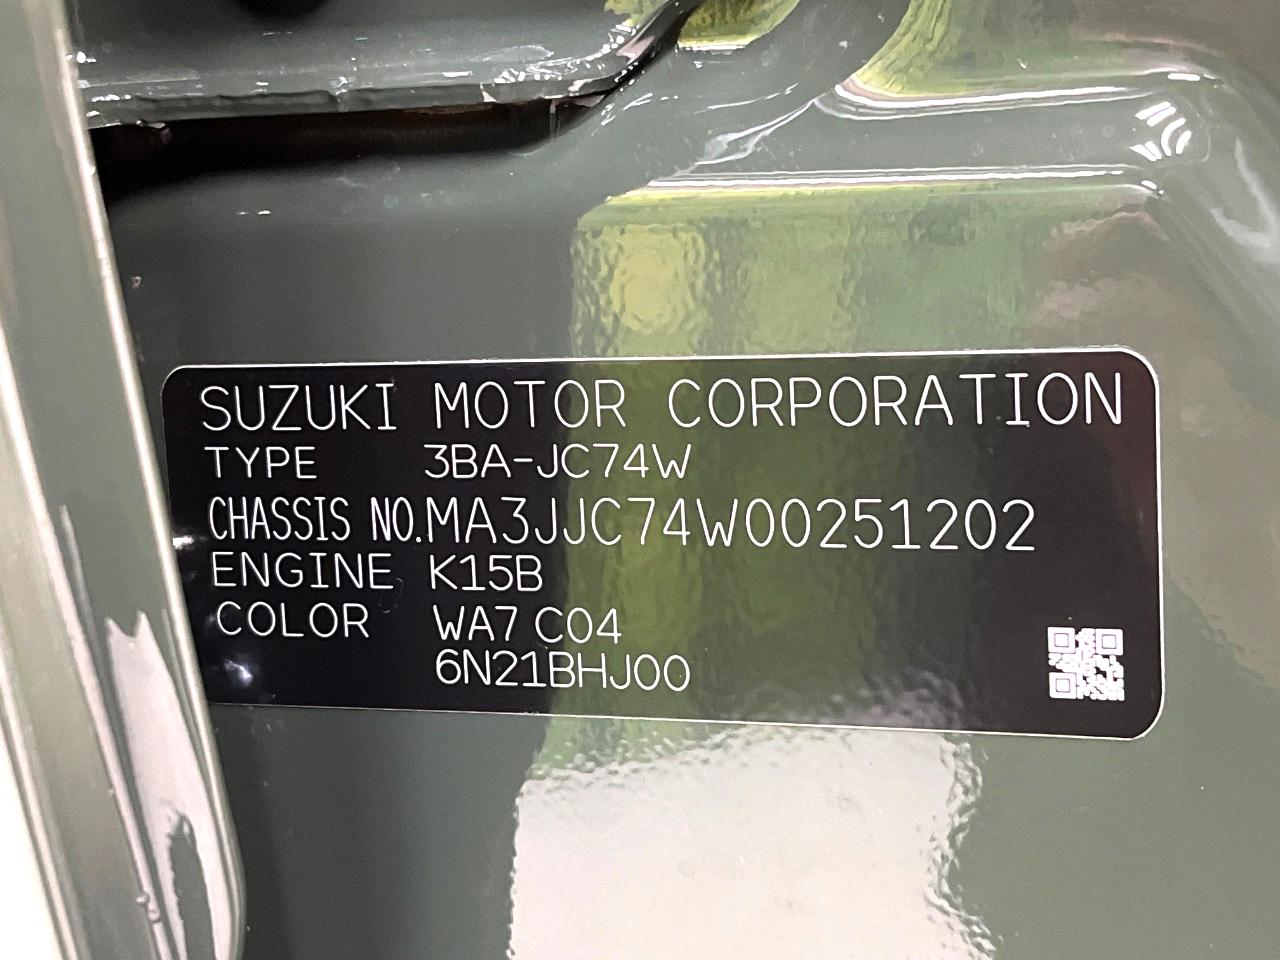 SUZUKI MOTOR CORPORATION
TYPE 3BA-JC74W
CHASSIS NO. MA3JJC74W00251202
ENGINE K15B
COLOR WA7 C04
6N21BHJ00